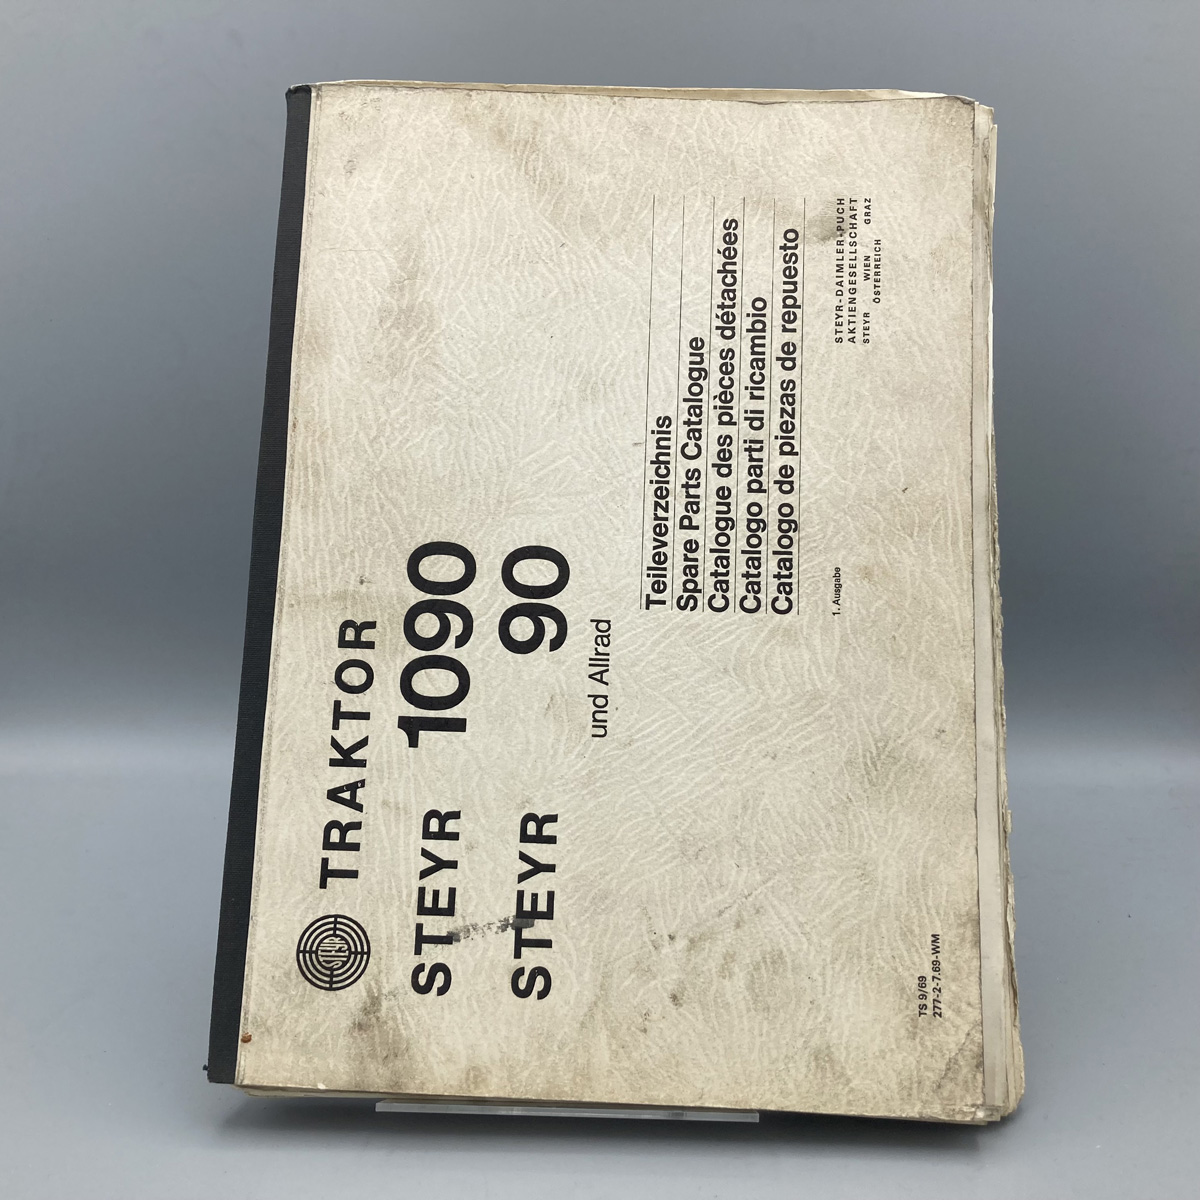 STEYR
TRAKTOR
STEYR 1090
STEYR 90
und Allrad
Teileverzeichnis
Spare Parts Catalogue
Catalogue des pièces détachées
Catalogo parti di ricambio
Catalogo de piezas de repuesto
1. Ausgabe
STEYR-DAIMLER-PUCH
AKTIENGESELLSCHAFT
STEYR WIEN GRAZ
ÖSTERREICH
TS 9/69
277-2-7.69-WM